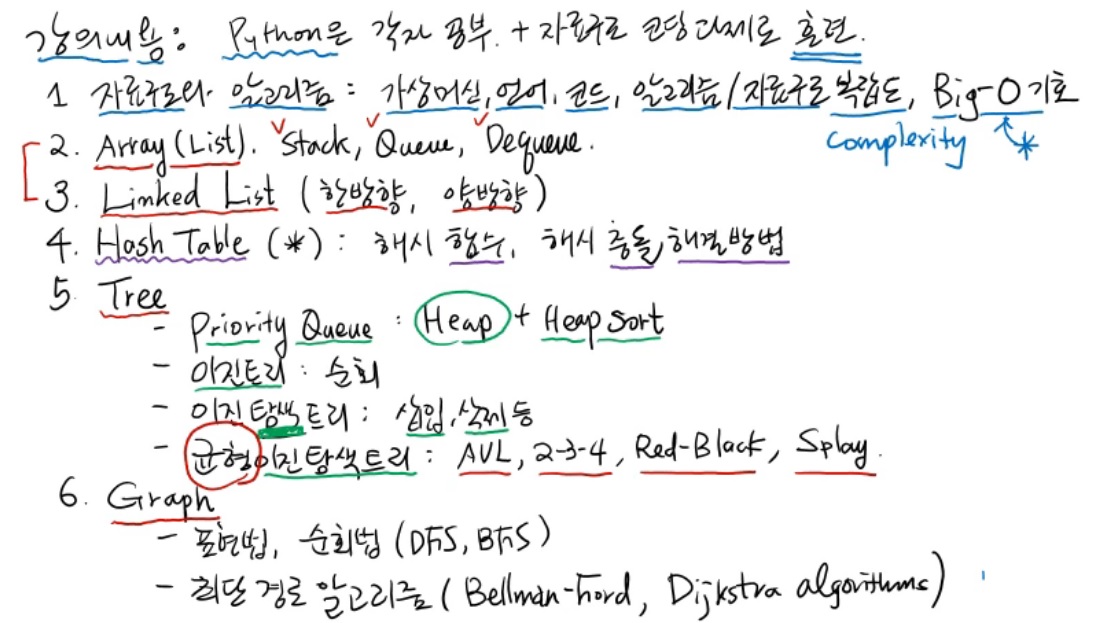 강의내용: Python은 각자 공부. + 자료구조 코딩과제로 훈련.
1 자료구조와 알고리즘: 가상머신, 언어, 코드, 알고리즘/자료구조 복잡도, Big-O 기호
complexity *
2. Array (List). Stack, Queue, Dequeue.
3. Linked List (한방향, 양방향)
4. Hash Table (*): 해시 함수, 해시 충돌, 해결방법
5 Tree
- Priority Queue : Heap + Heap sort
- 이진트리 : 순회
- 이진탐색트리 : 삽입, 삭제 등
- 균형이진탐색트리 : AVL, 2-3-4, Red-Black, Splay.
6. Graph
- 표현법, 순회법 (DFS, BFS)
- 최단 경로 알고리즘 (Bellman-Ford, Dijkstra algorithms)